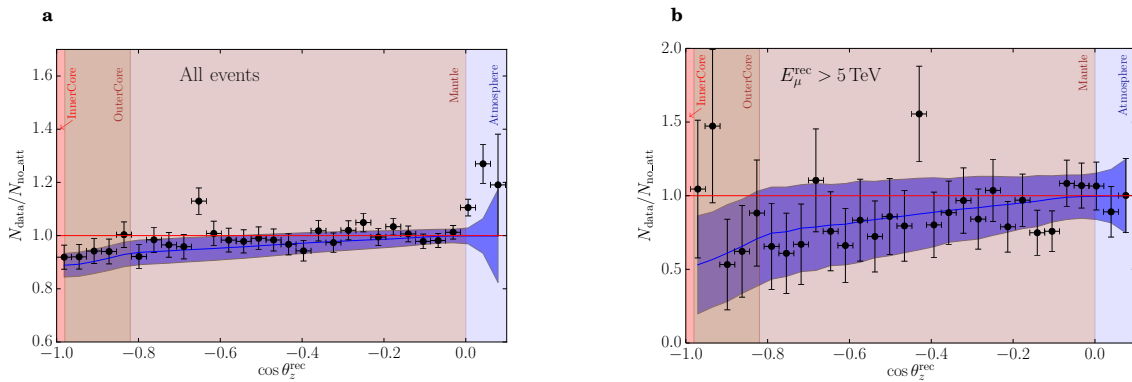 a
All events
InnerCore
OuterCore
Mantle
Atmosphere
N_data/N_no_att
1.6
1.4
1.2
1.0
0.8
0.6
−1.0 −0.8 −0.6 −0.4 −0.2 0.0
cos θ_z^rec
b
E_μ^rec > 5 TeV
InnerCore
OuterCore
Mantle
Atmosphere
N_data/N_no_att
2.0
1.5
1.0
0.5
0.0
−1.0 −0.8 −0.6 −0.4 −0.2 0.0
cos θ_z^rec